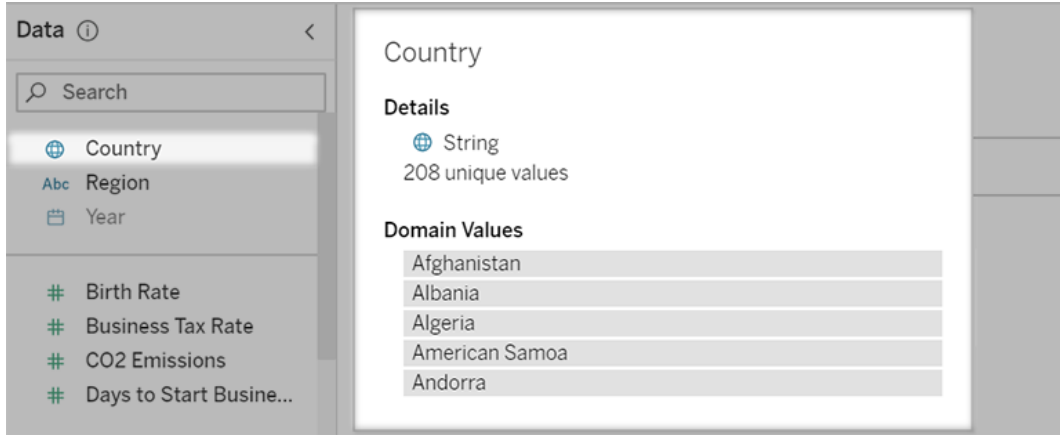 Data
Search
Country
Abc Region
Year
# Birth Rate
# Business Tax Rate
# CO2 Emissions
# Days to Start Busine...
Country
Details
String
208 unique values
Domain Values
Afghanistan
Albania
Algeria
American Samoa
Andorra